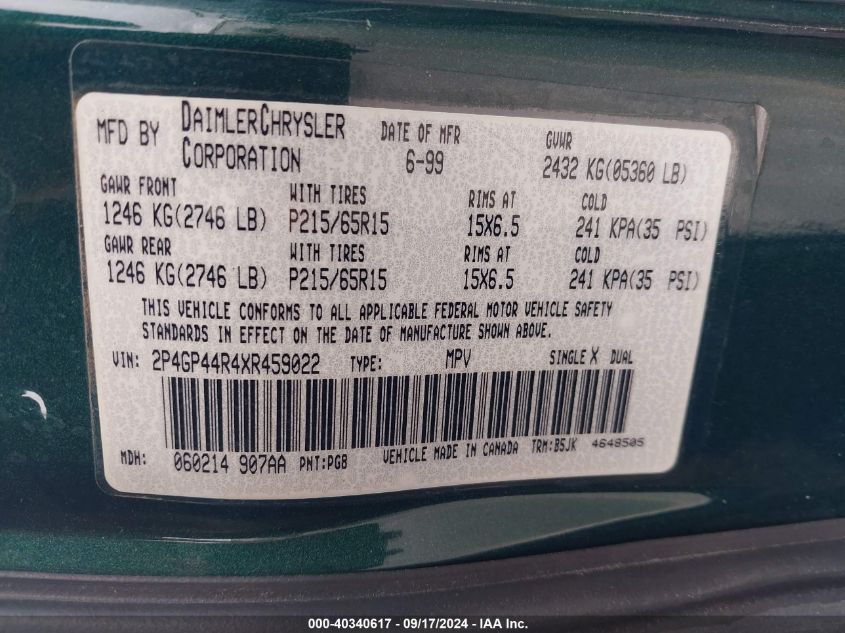 MFD BY DAIMLERCHRYSLER CORPORATION DATE OF MFR 6-99 GVWR 2432 KG(05360 LB)
GAWR FRONT WITH TIRES RIMS AT COLD
1246 KG(2746 LB) P215/65R15 15X6.5 241 KPA(35 PSI)
GAWR REAR WITH TIRES RIMS AT COLD
1246 KG(2746 LB) P215/65R15 15X6.5 241 KPA(35 PSI)
THIS VEHICLE CONFORMS TO ALL APPLICABLE FEDERAL MOTOR VEHICLE SAFETY
STANDARDS IN EFFECT ON THE DATE OF MANUFACTURE SHOWN ABOVE.
VIN: 2P4GP44R4XR459022 TYPE: MPV SINGLE X DUAL
MDH: 060214 907AA PNT:PG8 VEHICLE MADE IN CANADA TRM:B5JK 4648505
000-40340617 - 09/17/2024 - IAA Inc.